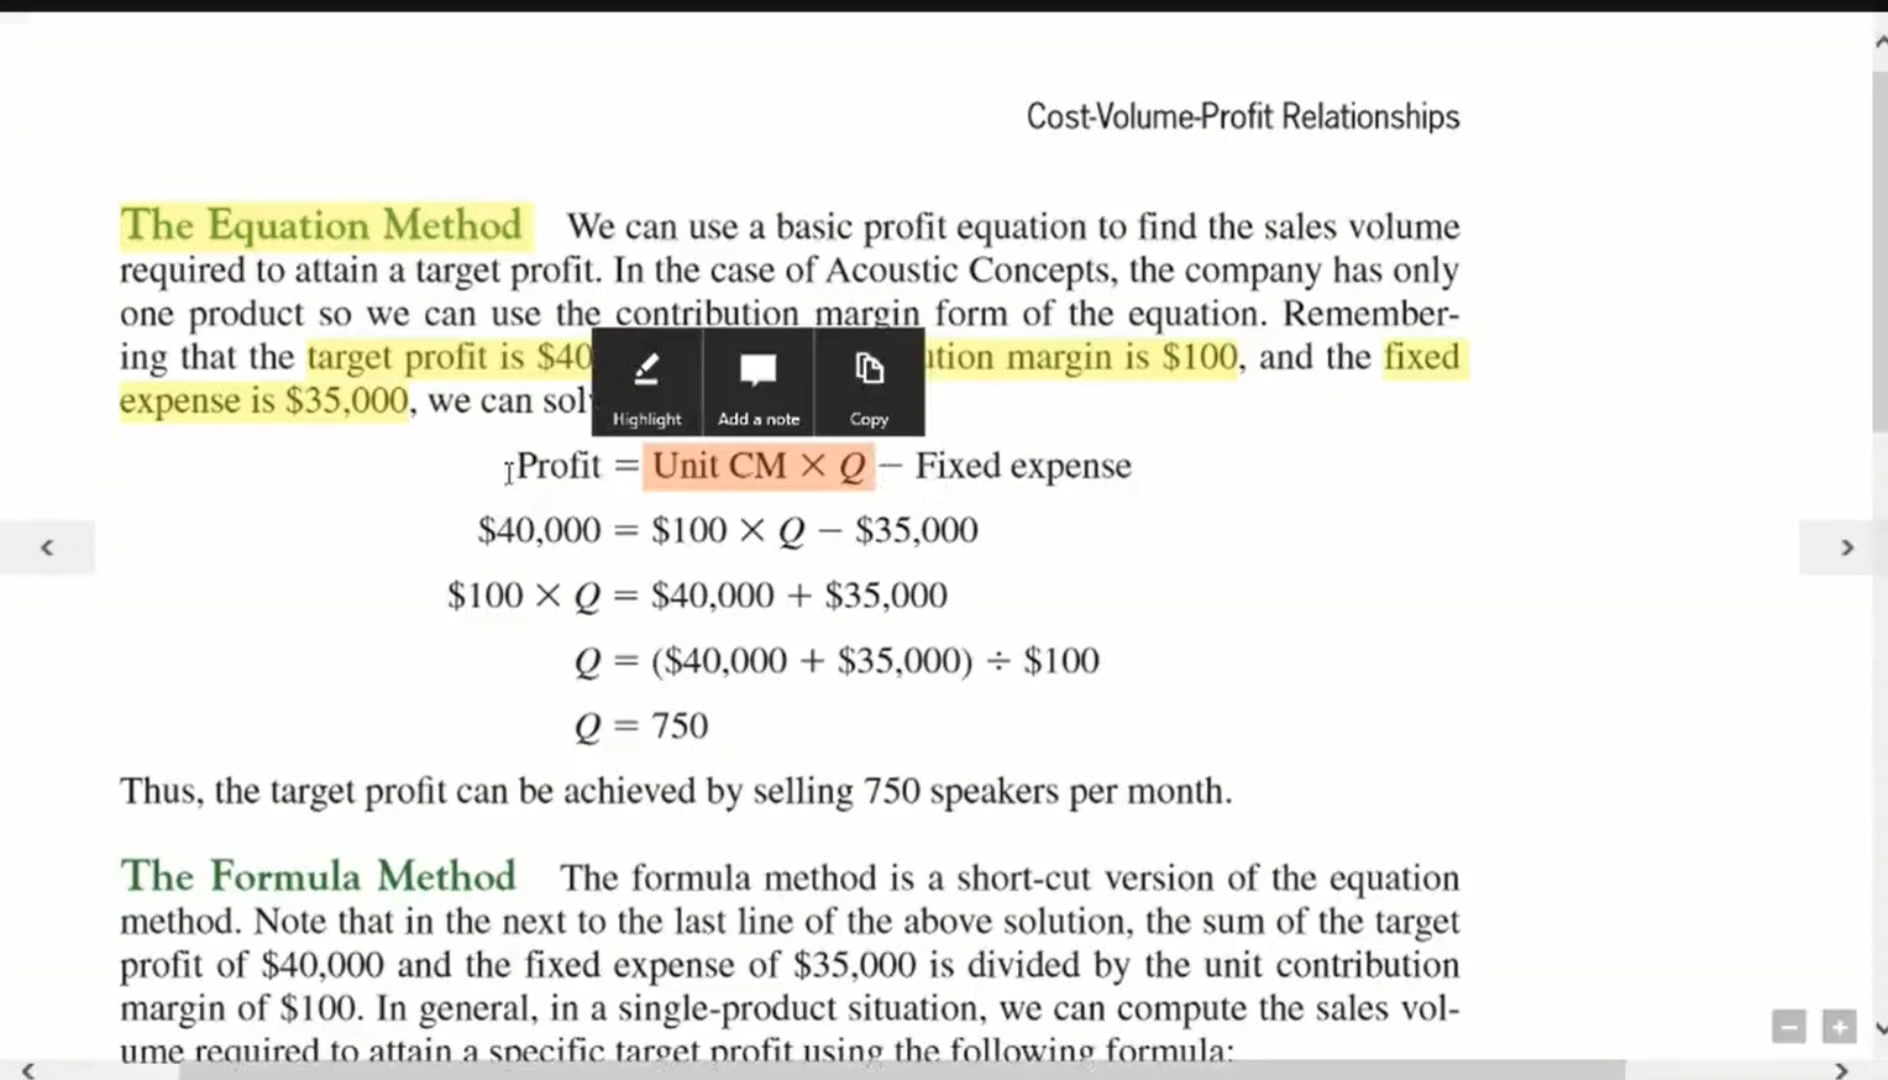 Cost-Volume-Profit Relationships
The Equation Method We can use a basic profit equation to find the sales volume
required to attain a target profit. In the case of Acoustic Concepts, the company has only
one product so we can use the contribution margin form of the equation. Remember-
ing that the target profit is $40 tion margin is $100, and the fixed
expense is $35,000, we can sol
Highlight Add a note Copy
Profit = Unit CM × Q − Fixed expense
$40,000 = $100 × Q − $35,000
$100 × Q = $40,000 + $35,000
Q = ($40,000 + $35,000) ÷ $100
Q = 750
Thus, the target profit can be achieved by selling 750 speakers per month.
The Formula Method The formula method is a short-cut version of the equation
method. Note that in the next to the last line of the above solution, the sum of the target
profit of $40,000 and the fixed expense of $35,000 is divided by the unit contribution
margin of $100. In general, in a single-product situation, we can compute the sales vol-
ume required to attain a specific target profit using the following formula: